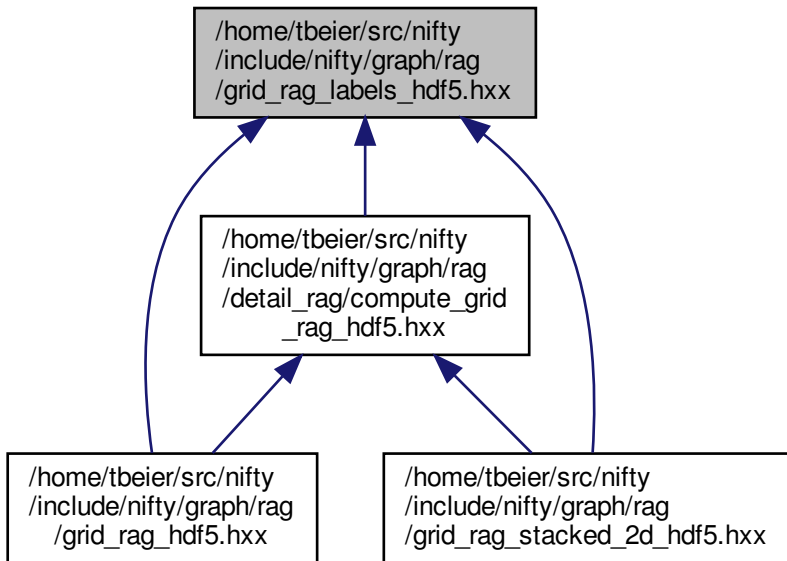 /home/tbeier/src/nifty
/include/nifty/graph/rag
/grid_rag_labels_hdf5.hxx
/home/tbeier/src/nifty
/include/nifty/graph/rag
/detail_rag/compute_grid
_rag_hdf5.hxx
/home/tbeier/src/nifty
/include/nifty/graph/rag
/grid_rag_hdf5.hxx
/home/tbeier/src/nifty
/include/nifty/graph/rag
/grid_rag_stacked_2d_hdf5.hxx